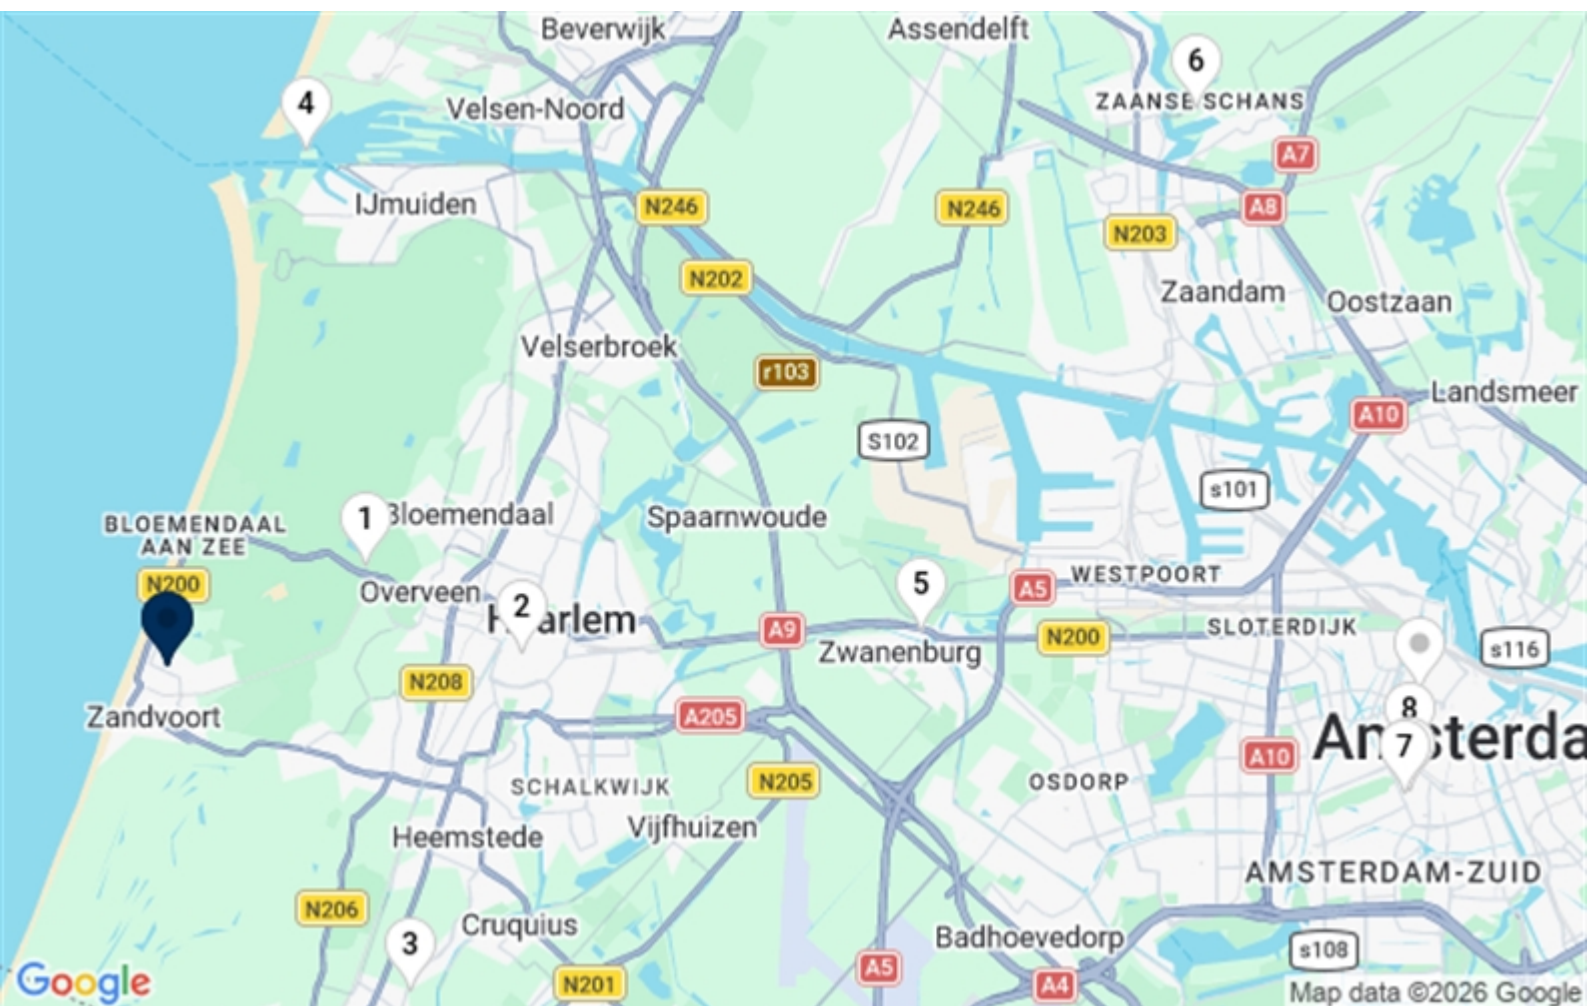 Beverwijk
Assendelft
6
4
ZAANSE SCHANS
Velsen-Noord
A7
IJmuiden
N246
N246
A8
N203
N202
Zaandam
Oostzaan
Velserbroek
r103
Landsmeer
A10
S102
s101
1
Bloemendaal
Spaarnwoude
BLOEMENDAAL
AAN ZEE
N200
5
WESTPOORT
A5
Overveen
2
Haarlem
A9
N200
SLOTERDIJK
Zwanenburg
s116
N208
Zandvoort
A205
8
Amsterda
7
A10
SCHALKWIJK
N205
OSDORP
Heemstede
Vijfhuizen
AMSTERDAM-ZUID
N206
Cruquius
3
Badhoevedorp
s108
A5
Google
N201
A4
Map data ©2026 Google